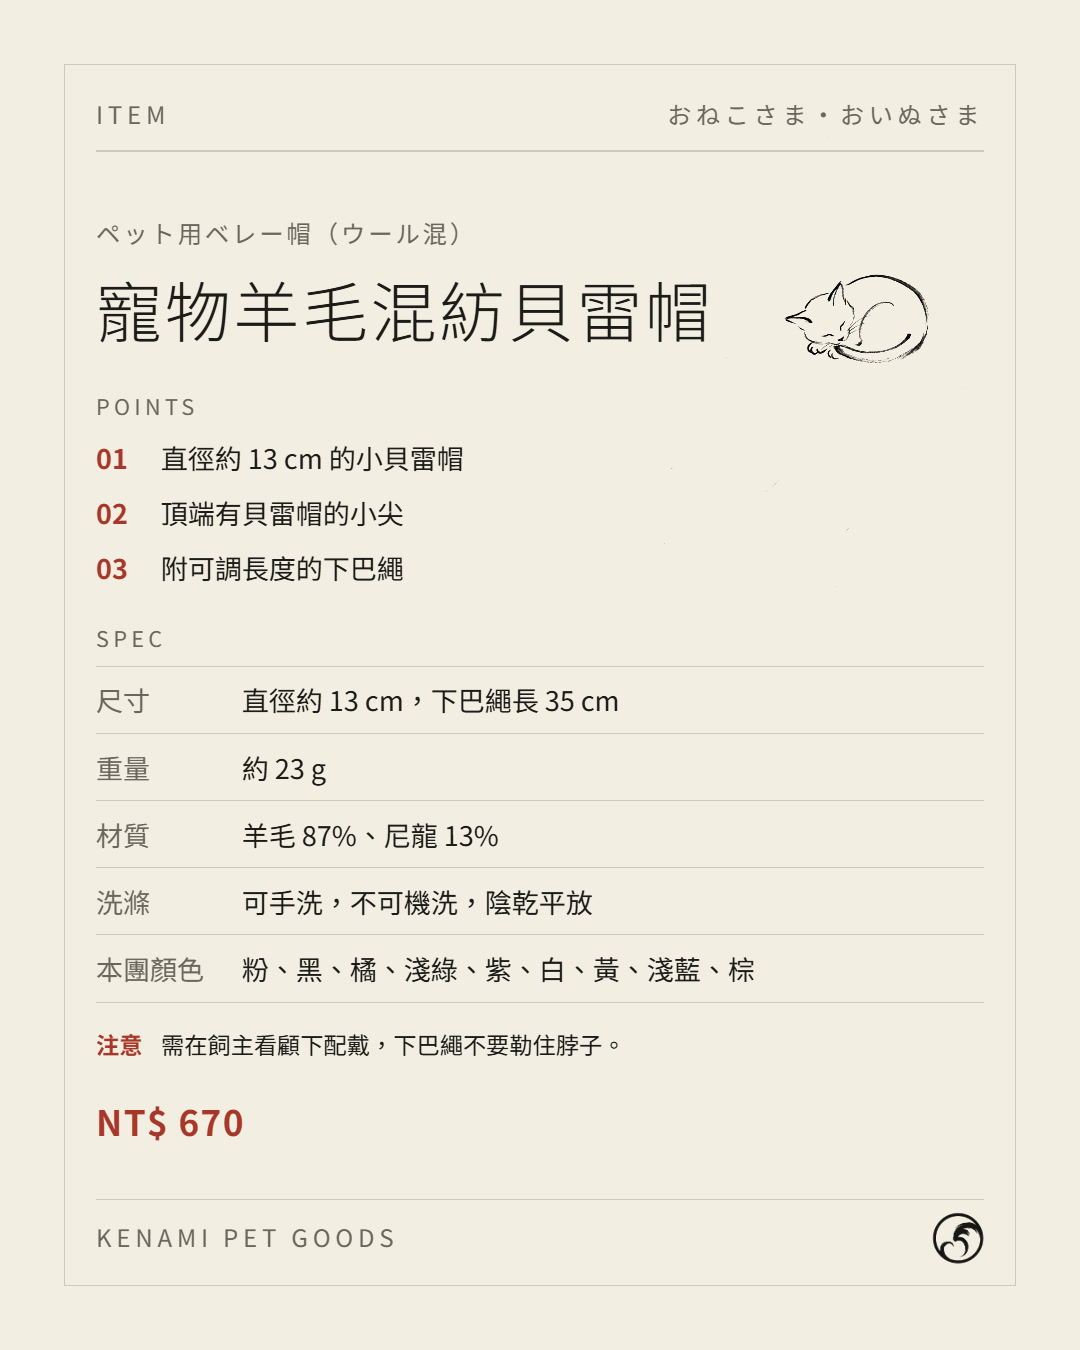 ITEM
おねこさま・おいぬさま
ペット用ベレー帽（ウール混）
寵物羊毛混紡貝雷帽
POINTS
01 直徑約 13 cm 的小貝雷帽
02 頂端有貝雷帽的小尖
03 附可調長度的下巴繩
SPEC
尺寸 直徑約 13 cm，下巴繩長 35 cm
重量 約 23 g
材質 羊毛 87%、尼龍 13%
洗滌 可手洗，不可機洗，陰乾平放
本團顏色 粉、黑、橘、淺綠、紫、白、黃、淺藍、棕
注意 需在飼主看顧下配戴，下巴繩不要勒住脖子。
NT$ 670
KENAMI PET GOODS